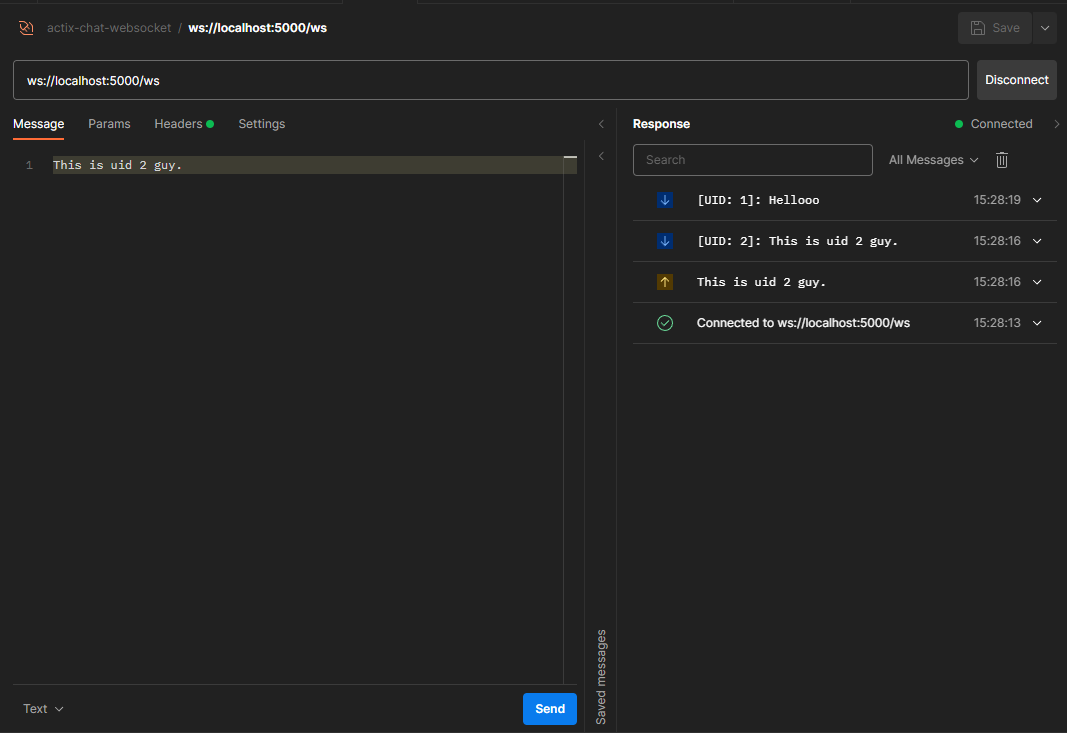 actix-chat-websocket / ws://localhost:5000/ws
Save
ws://localhost:5000/ws
Disconnect
Message Params Headers Settings
1 This is uid 2 guy.
Text
Send
Saved messages
Response
Connected
Search
All Messages
[UID: 1]: Hellooo 15:28:19
[UID: 2]: This is uid 2 guy. 15:28:16
This is uid 2 guy. 15:28:16
Connected to ws://localhost:5000/ws 15:28:13